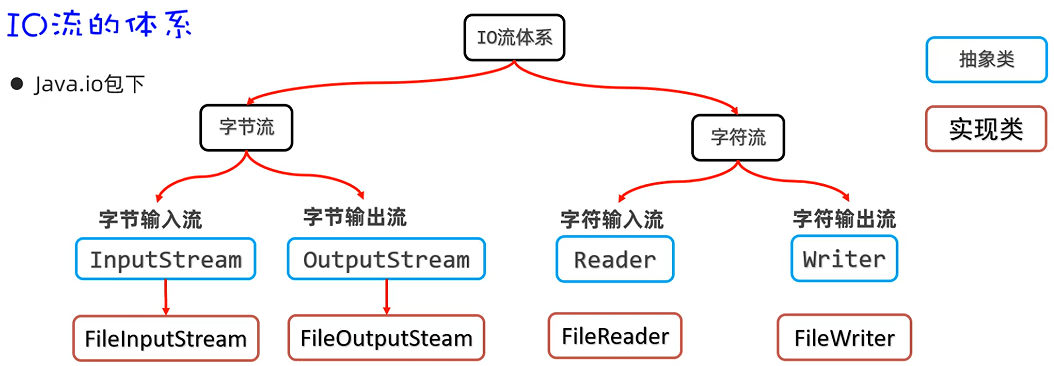 IO流的体系
● Java.io包下
IO流体系
抽象类
实现类
字节流
字符流
字节输入流
字节输出流
字符输入流
字符输出流
InputStream
OutputStream
Reader
Writer
FileInputStream
FileOutputSteam
FileReader
FileWriter